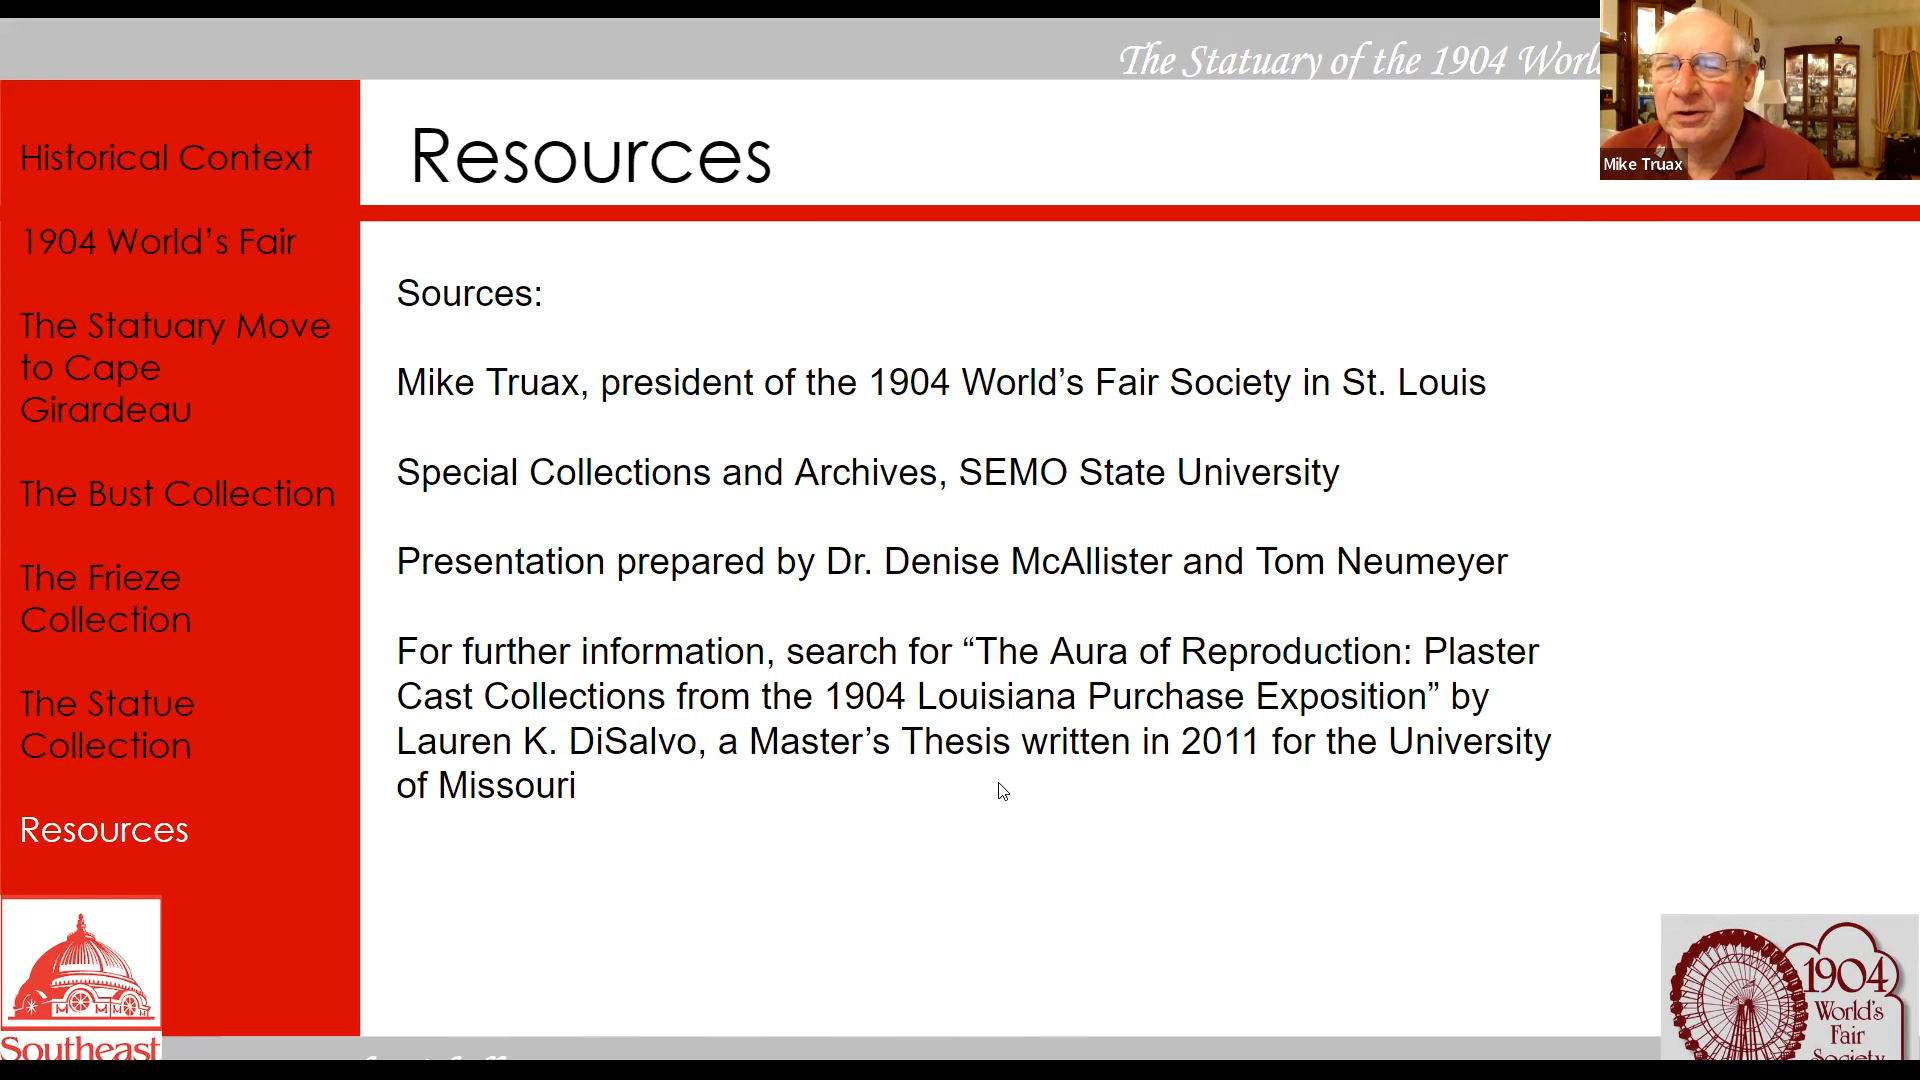 The Statuary of the 1904 Worl
Mike Truax
Historical Context
1904 World's Fair
The Statuary Move
to Cape
Girardeau
The Bust Collection
The Frieze
Collection
The Statue
Collection
Resources
Southeast
Resources
Sources:
Mike Truax, president of the 1904 World’s Fair Society in St. Louis
Special Collections and Archives, SEMO State University
Presentation prepared by Dr. Denise McAllister and Tom Neumeyer
For further information, search for “The Aura of Reproduction: Plaster
Cast Collections from the 1904 Louisiana Purchase Exposition” by
Lauren K. DiSalvo, a Master’s Thesis written in 2011 for the University
of Missouri
1904
World's
Fair
Society